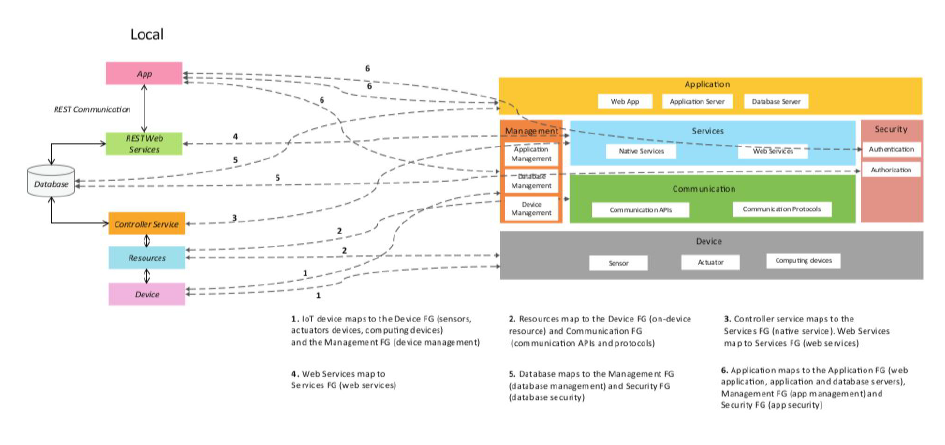 Local
App
REST Communication
REST Web
Services
Database
Controller Service
Resources
Device
6
6
6
4
5
5
3
2
2
1
1
Application
Web App
Application Server
Database Server
Management
Application
Management
Database
Management
Device
Management
Services
Native Services
Web Services
Communication
Communication APIs
Communication Protocols
Security
Authentication
Authorization
Device
Sensor
Actuator
Computing devices
1. IoT device maps to the Device FG (sensors,
actuators devices, computing devices)
and the Management FG (device management)
2. Resources map to the Device FG (on-device
resource) and Communication FG
(communication APIs and protocols)
3. Controller service maps to the
Services FG (native service). Web Services
map to Services FG (web services)
4. Web Services map to
Services FG (web services)
5. Database maps to the Management FG
(database management) and Security FG
(database security)
6. Application maps to the Application FG (web
application, application and database servers),
Management FG (app management) and
Security FG (app security)